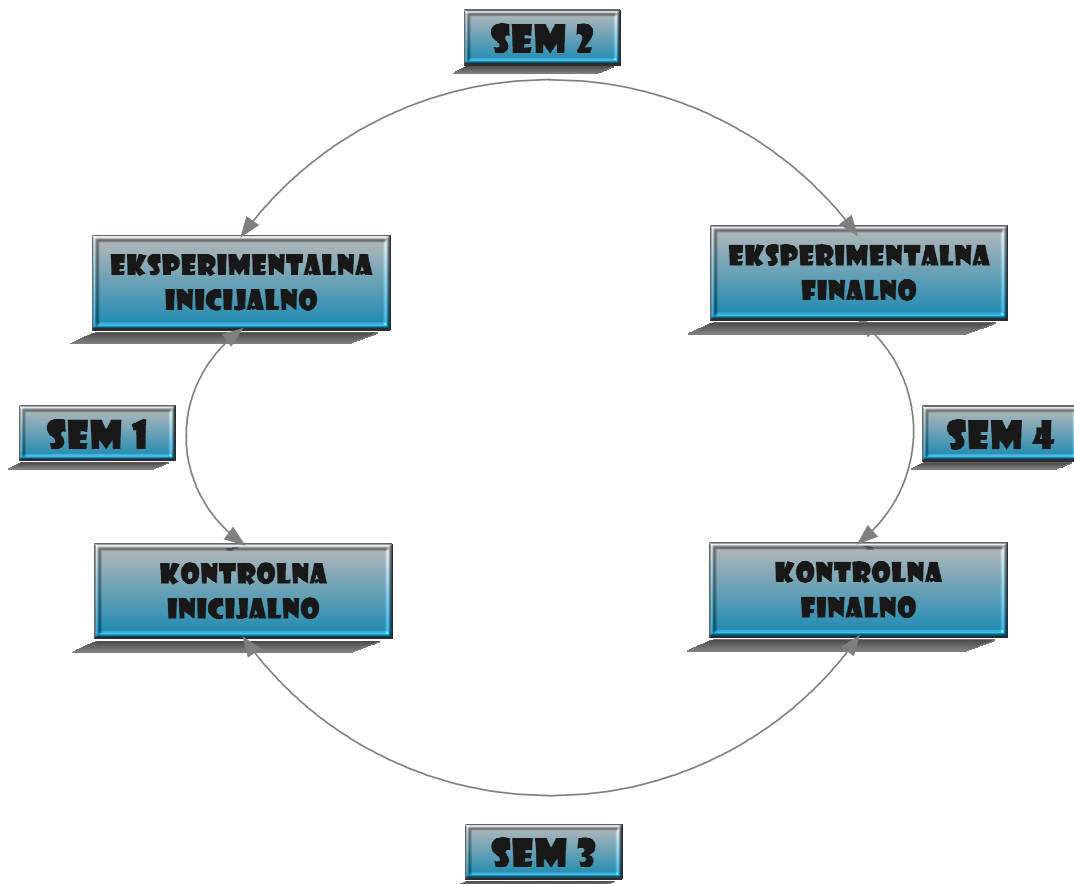 SEM 2
EKSPERIMENTALNA
INICIJALNO
EKSPERIMENTALNA
FINALNO
SEM 1
SEM 4
KONTROLNA
INICIJALNO
KONTROLNA
FINALNO
SEM 3